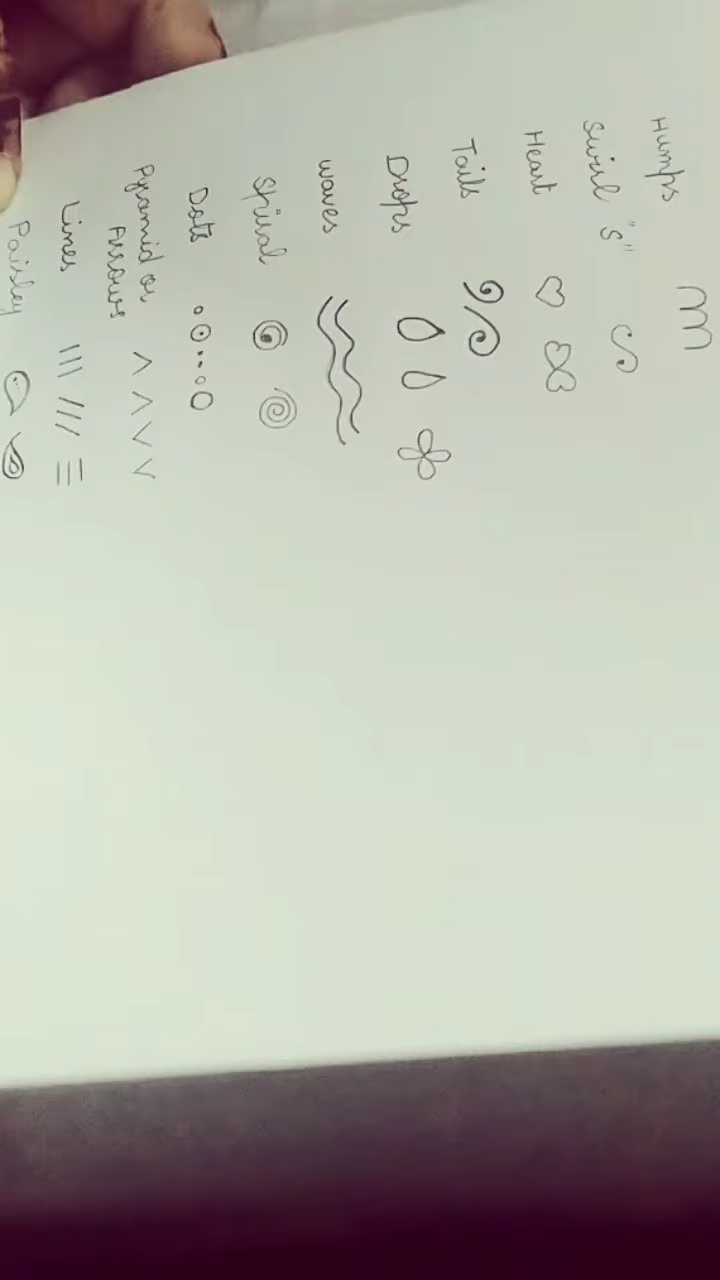 Humps
Swirl "S"
Heart
Tails
Drops
waves
Spiral
Dots
Pyramid or
Arrows
Lines
Paisley